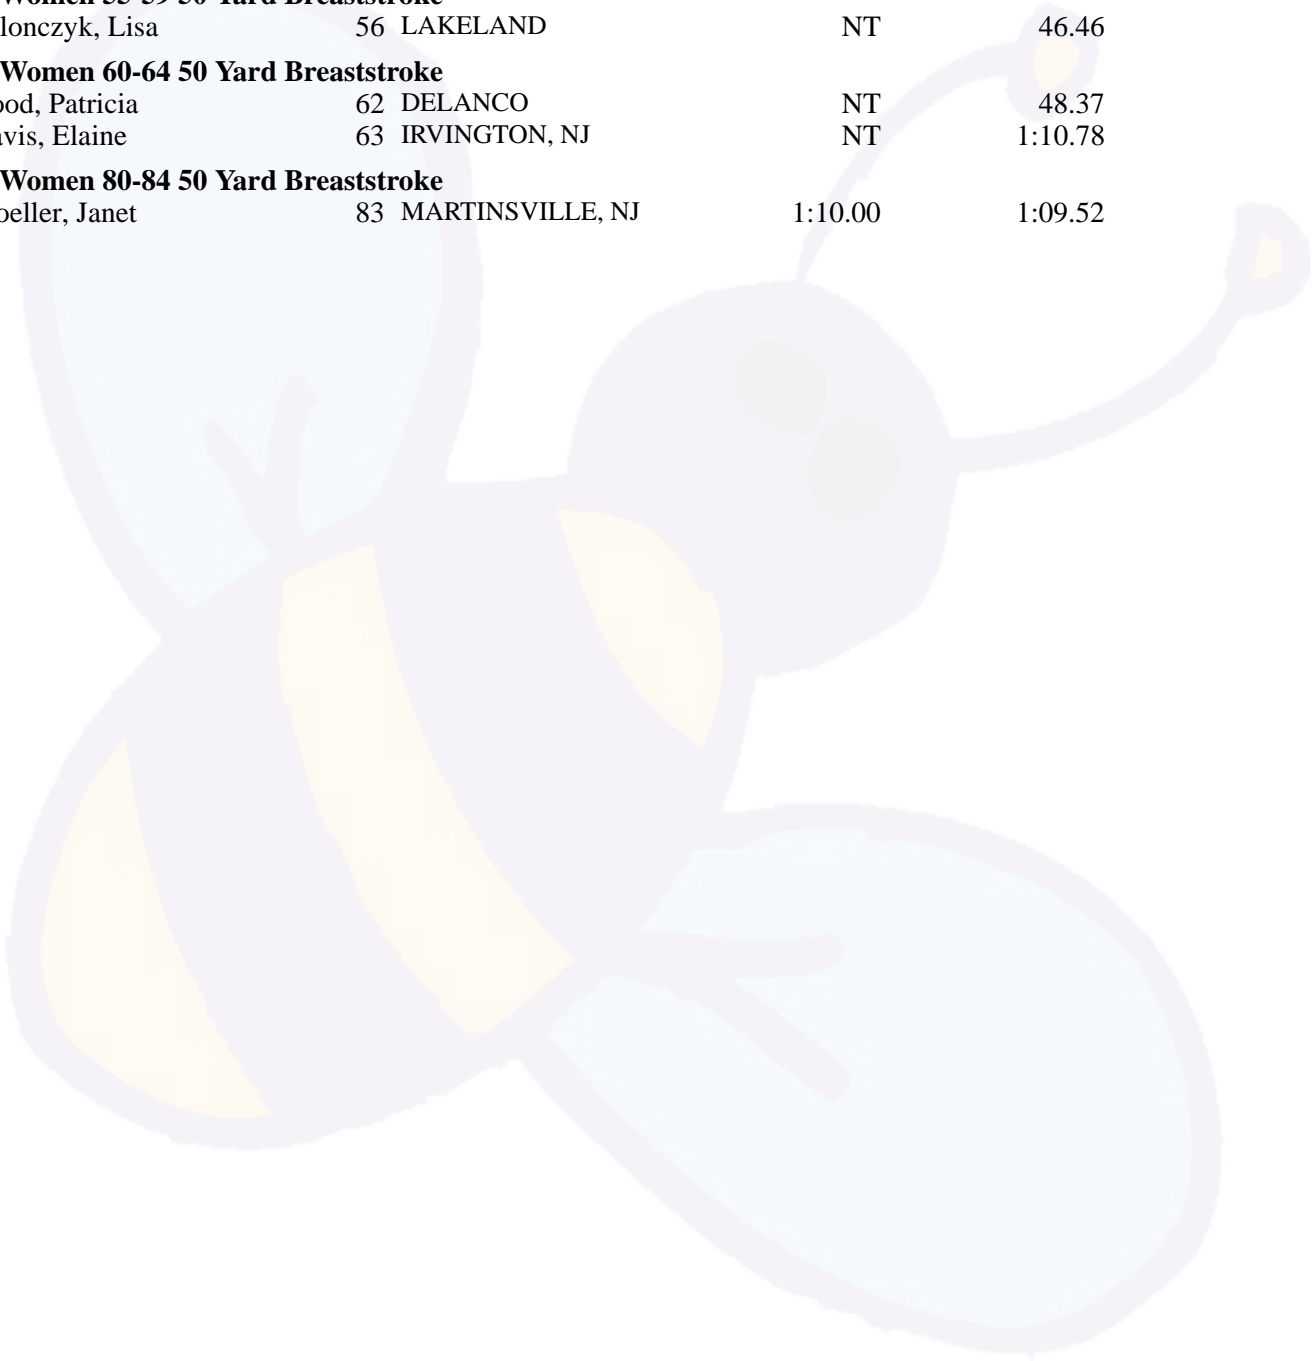 Women 55-59 50 Yard Breaststroke
lonczyk, Lisa 56 LAKELAND NT 46.46
Women 60-64 50 Yard Breaststroke
ood, Patricia 62 DELANCO NT 48.37
avis, Elaine 63 IRVINGTON, NJ NT 1:10.78
Women 80-84 50 Yard Breaststroke
oeller, Janet 83 MARTINSVILLE, NJ 1:10.00 1:09.52